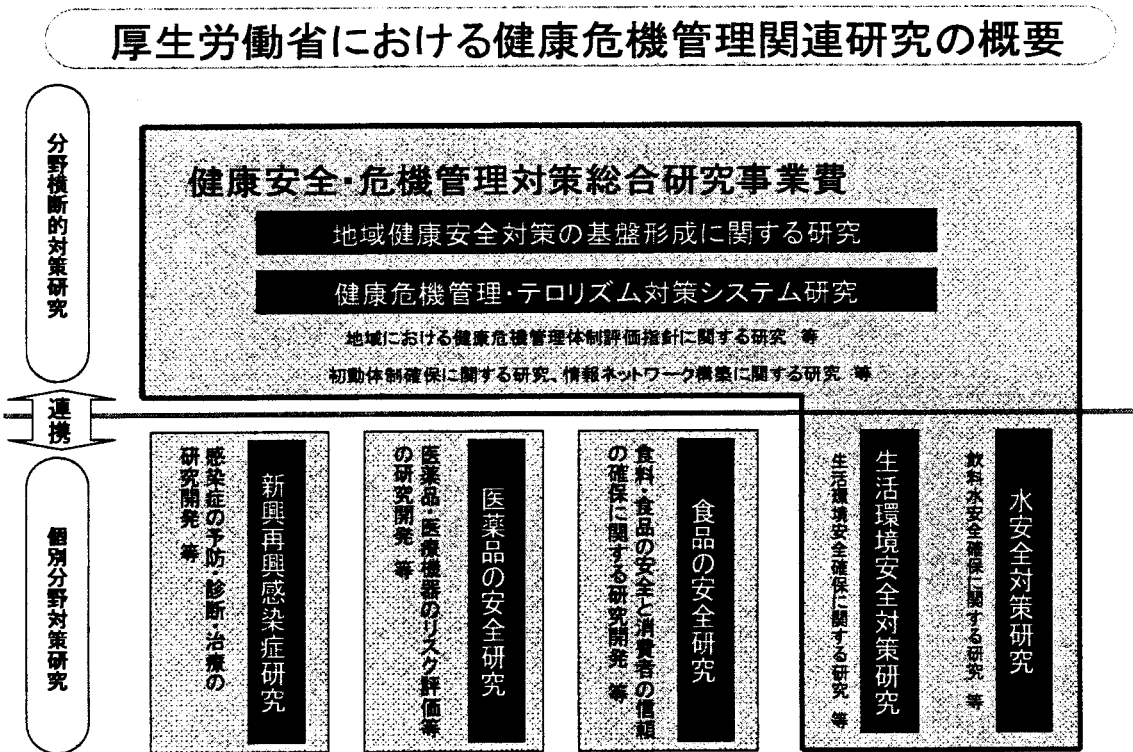 厚生労働省における健康危機管理関連研究の概要
分野横断的対策研究
健康安全・危機管理対策総合研究事業費
地域健康安全対策の基盤形成に関する研究
健康危機管理・テロリズム対策システム研究
地域における健康危機管理体制評価指針に関する研究 等
初動体制確保に関する研究、情報ネットワーク構築に関する研究 等
連携
個別分野対策研究
新興再興感染症研究
感染症の予防・診断・治療の
研究開発 等
医薬品の安全研究
医薬品・医療機器のリスク評価等
の研究開発 等
食品の安全研究
食料・食品の安全と消費者の信頼
の確保に関する研究開発 等
生活環境安全対策研究
生活環境安全確保に関する研究 等
水安全対策研究
飲料水安全確保に関する研究 等